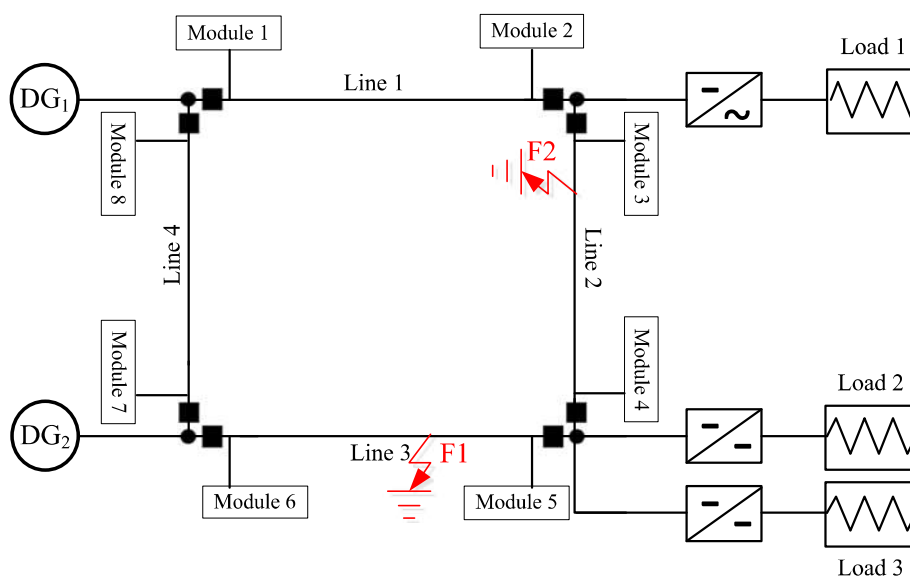 Module 1
Module 2
Load 1
DG₁
Line 1
Module 8
F2
Module 3
Line 4
Line 2
Module 7
Module 4
Load 2
DG₂
Line 3
F1
Module 6
Module 5
Load 3